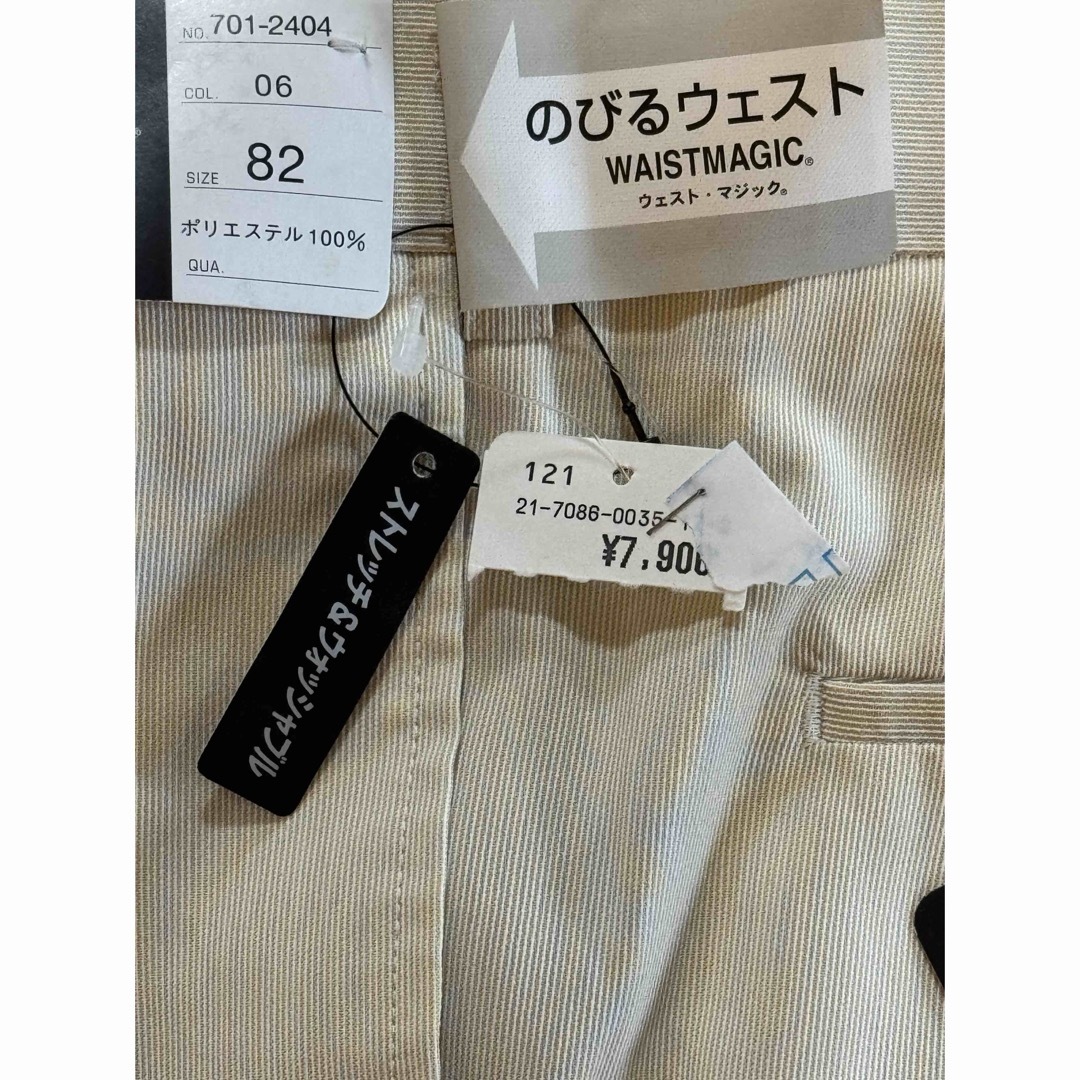 NO. 701-2404
COL. 06
SIZE 82
ポリエステル100%
QUA.
のびるウェスト
WAISTMAGIC®
ウェスト・マジック®
121
21-7086-0035-1
¥7,900
ストレッチ&ウォッシャブル